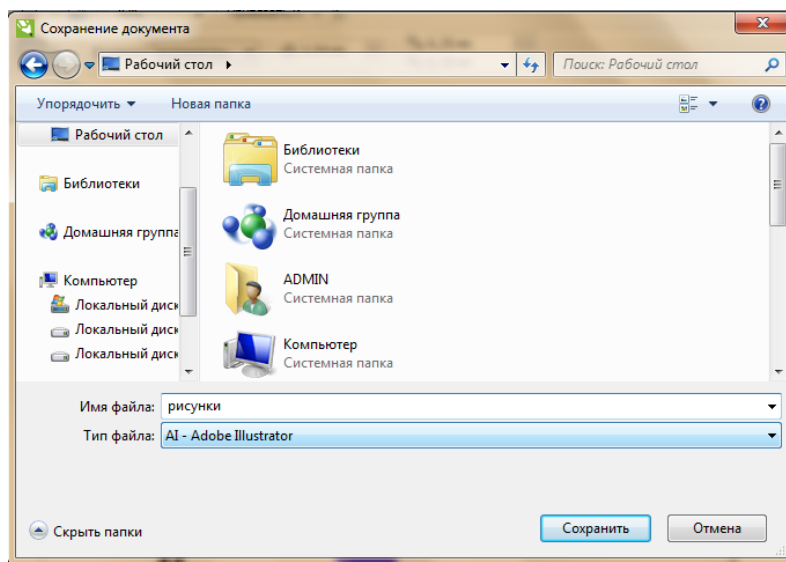 Сохранение документа
Рабочий стол
Поиск: Рабочий стол
Упорядочить
Новая папка
Рабочий стол
Библиотеки
Домашняя группа
Компьютер
Локальный диск
Локальный диск
Локальный диск
Библиотеки
Системная папка
Домашняя группа
Системная папка
ADMIN
Системная папка
Компьютер
Системная папка
Имя файла: рисунки
Тип файла: AI - Adobe Illustrator
Скрыть папки
Сохранить
Отмена